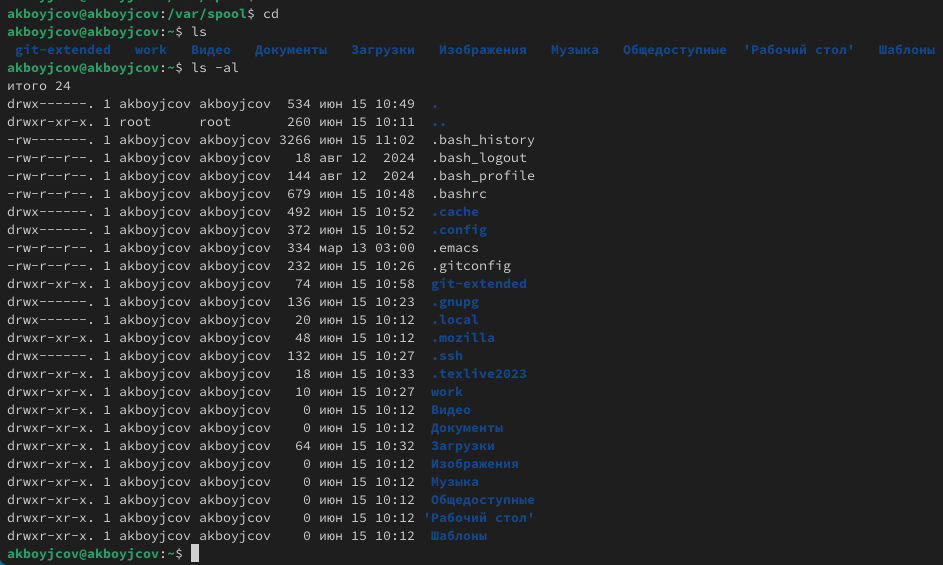 akboyjcov@akboyjcov:/var/spool$ cd
akboyjcov@akboyjcov:~$ ls
 git-extended   work   Видео   Документы   Загрузки   Изображения   Музыка   Общедоступные  'Рабочий стол'   Шаблоны
akboyjcov@akboyjcov:~$ ls -al
итого 24
drwx------. 1 akboyjcov akboyjcov  534 июн 15 10:49  .
drwxr-xr-x. 1 root      root       260 июн 15 10:11  ..
-rw-------. 1 akboyjcov akboyjcov 3266 июн 15 11:02  .bash_history
-rw-r--r--. 1 akboyjcov akboyjcov   18 авг 12  2024  .bash_logout
-rw-r--r--. 1 akboyjcov akboyjcov  144 авг 12  2024  .bash_profile
-rw-r--r--. 1 akboyjcov akboyjcov  679 июн 15 10:48  .bashrc
drwx------. 1 akboyjcov akboyjcov  492 июн 15 10:52  .cache
drwx------. 1 akboyjcov akboyjcov  372 июн 15 10:52  .config
-rw-r--r--. 1 akboyjcov akboyjcov  334 мар 13 03:00  .emacs
-rw-r--r--. 1 akboyjcov akboyjcov  232 июн 15 10:26  .gitconfig
drwxr-xr-x. 1 akboyjcov akboyjcov   74 июн 15 10:58  git-extended
drwx------. 1 akboyjcov akboyjcov  136 июн 15 10:23  .gnupg
drwx------. 1 akboyjcov akboyjcov   20 июн 15 10:12  .local
drwxr-xr-x. 1 akboyjcov akboyjcov   48 июн 15 10:12  .mozilla
drwx------. 1 akboyjcov akboyjcov  132 июн 15 10:27  .ssh
drwxr-xr-x. 1 akboyjcov akboyjcov   18 июн 15 10:33  .texlive2023
drwxr-xr-x. 1 akboyjcov akboyjcov   10 июн 15 10:27  work
drwxr-xr-x. 1 akboyjcov akboyjcov    0 июн 15 10:12  Видео
drwxr-xr-x. 1 akboyjcov akboyjcov    0 июн 15 10:12  Документы
drwxr-xr-x. 1 akboyjcov akboyjcov   64 июн 15 10:32  Загрузки
drwxr-xr-x. 1 akboyjcov akboyjcov    0 июн 15 10:12  Изображения
drwxr-xr-x. 1 akboyjcov akboyjcov    0 июн 15 10:12  Музыка
drwxr-xr-x. 1 akboyjcov akboyjcov    0 июн 15 10:12  Общедоступные
drwxr-xr-x. 1 akboyjcov akboyjcov    0 июн 15 10:12 'Рабочий стол'
drwxr-xr-x. 1 akboyjcov akboyjcov    0 июн 15 10:12  Шаблоны
akboyjcov@akboyjcov:~$